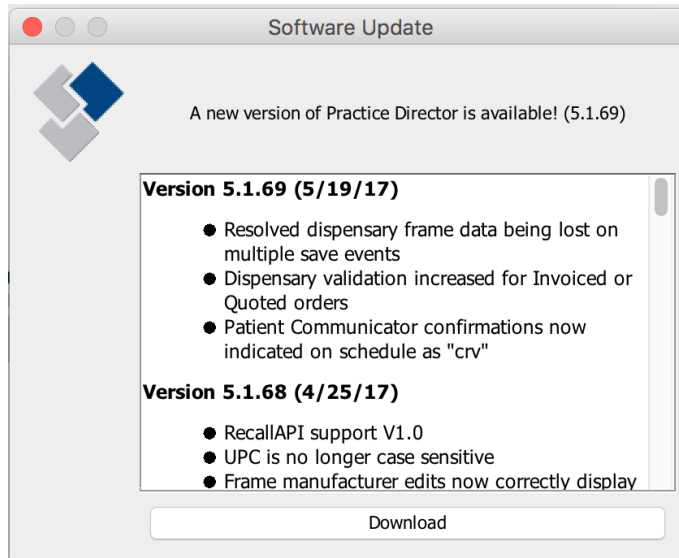 Software Update
A new version of Practice Director is available! (5.1.69)
Version 5.1.69 (5/19/17)
● Resolved dispensary frame data being lost on
multiple save events
● Dispensary validation increased for Invoiced or
Quoted orders
● Patient Communicator confirmations now
indicated on schedule as "crv"
Version 5.1.68 (4/25/17)
● RecallAPI support V1.0
● UPC is no longer case sensitive
● Frame manufacturer edits now correctly display
Download